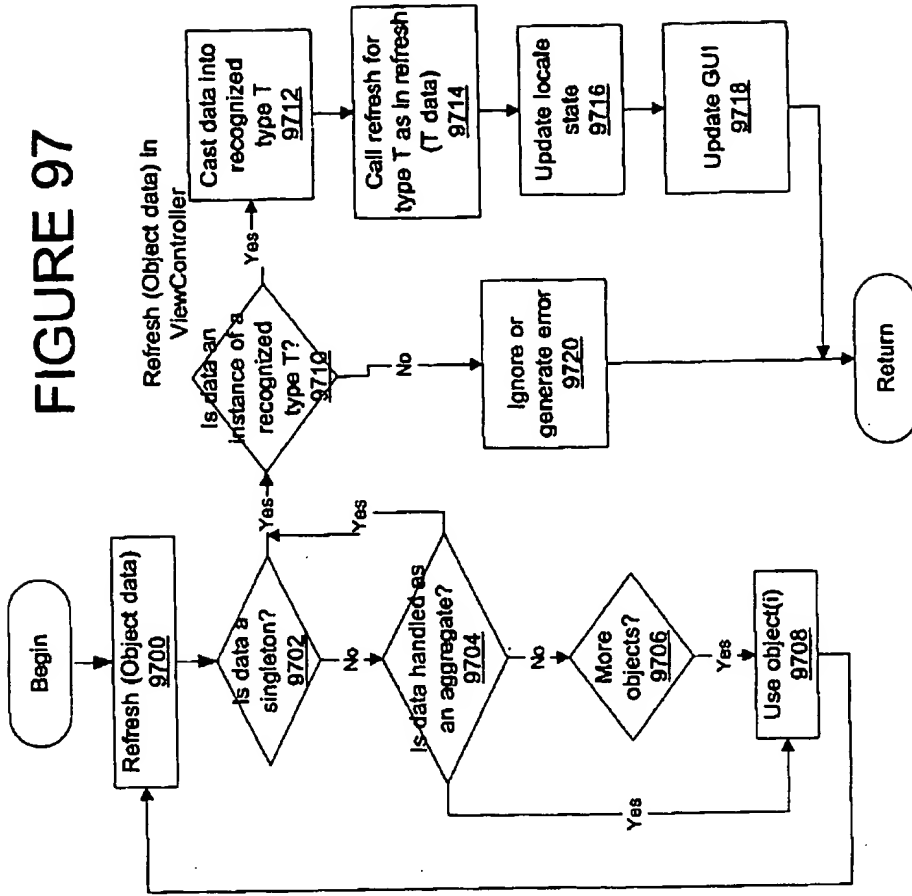 FIGURE 97
Refresh (Object data) in
ViewController
Begin
Refresh (Object data)
9700
Is data a
singleton?
9702
Yes
No
Is data handled as
an aggregate?
9704
Yes
No
Yes
More
objects?
9706
Yes
Use object(i)
9708
Is data an
instance of a
recognized
type T?
9710
Yes
No
Cast data into
recognized
type T
9712
Call refresh for
type T as in refresh
(T data)
9714
Update locale
state
9716
Update GUI
9718
Ignore or
generate error
9720
Return